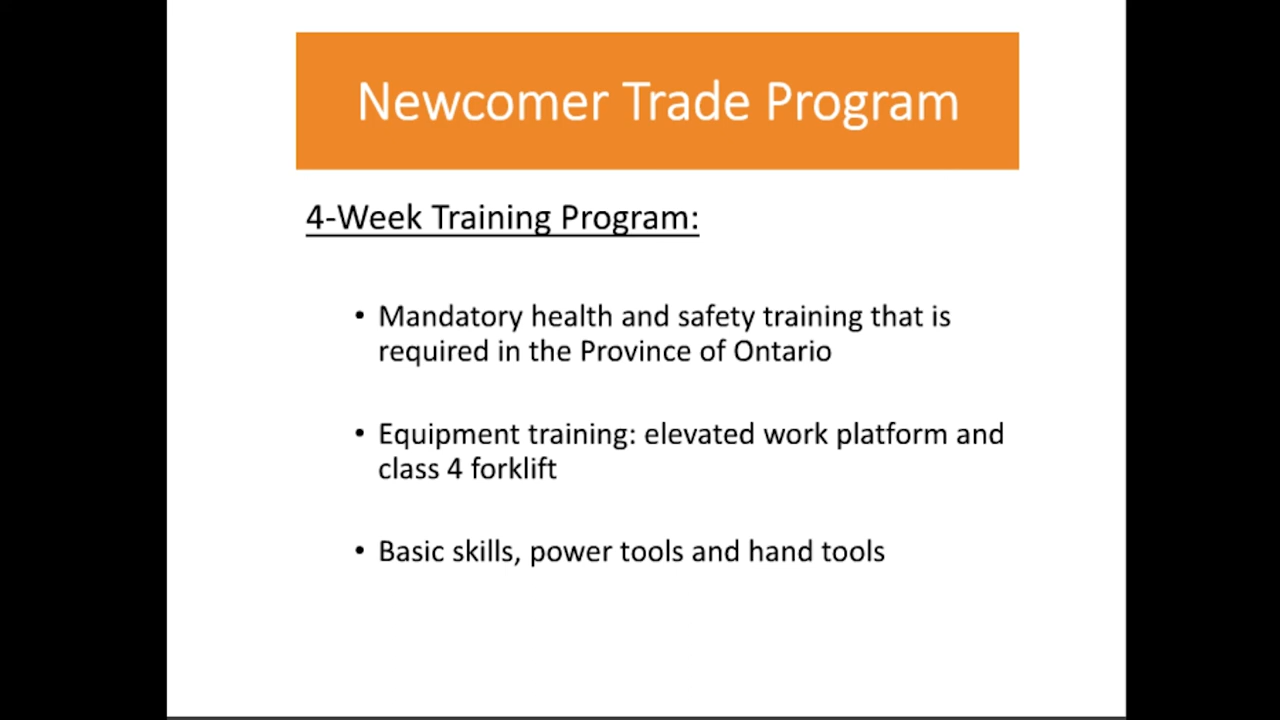 Newcomer Trade Program
4-Week Training Program:
• Mandatory health and safety training that is
required in the Province of Ontario
• Equipment training: elevated work platform and
class 4 forklift
• Basic skills, power tools and hand tools